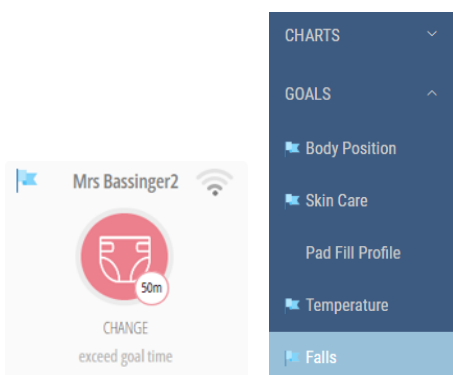 Mrs Bassinger2
50m
CHANGE
exceed goal time
CHARTS
GOALS
Body Position
Skin Care
Pad Fill Profile
Temperature
Falls